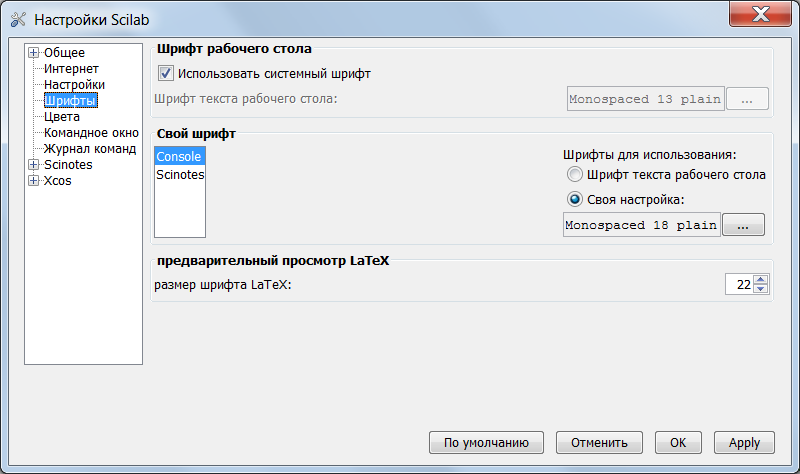 Настройки Scilab
Общее
Интернет
Настройки
Шрифты
Цвета
Командное окно
Журнал команд
Scinotes
Xcos
Шрифт рабочего стола
Использовать системный шрифт
Шрифт текста рабочего стола:
Monospaced 13 plain
...
Свой шрифт
Console
Scinotes
Шрифты для использования:
Шрифт текста рабочего стола
Своя настройка:
Monospaced 18 plain
...
предварительный просмотр LaTeX
размер шрифта LaTeX:
22
По умолчанию
Отменить
OK
Apply